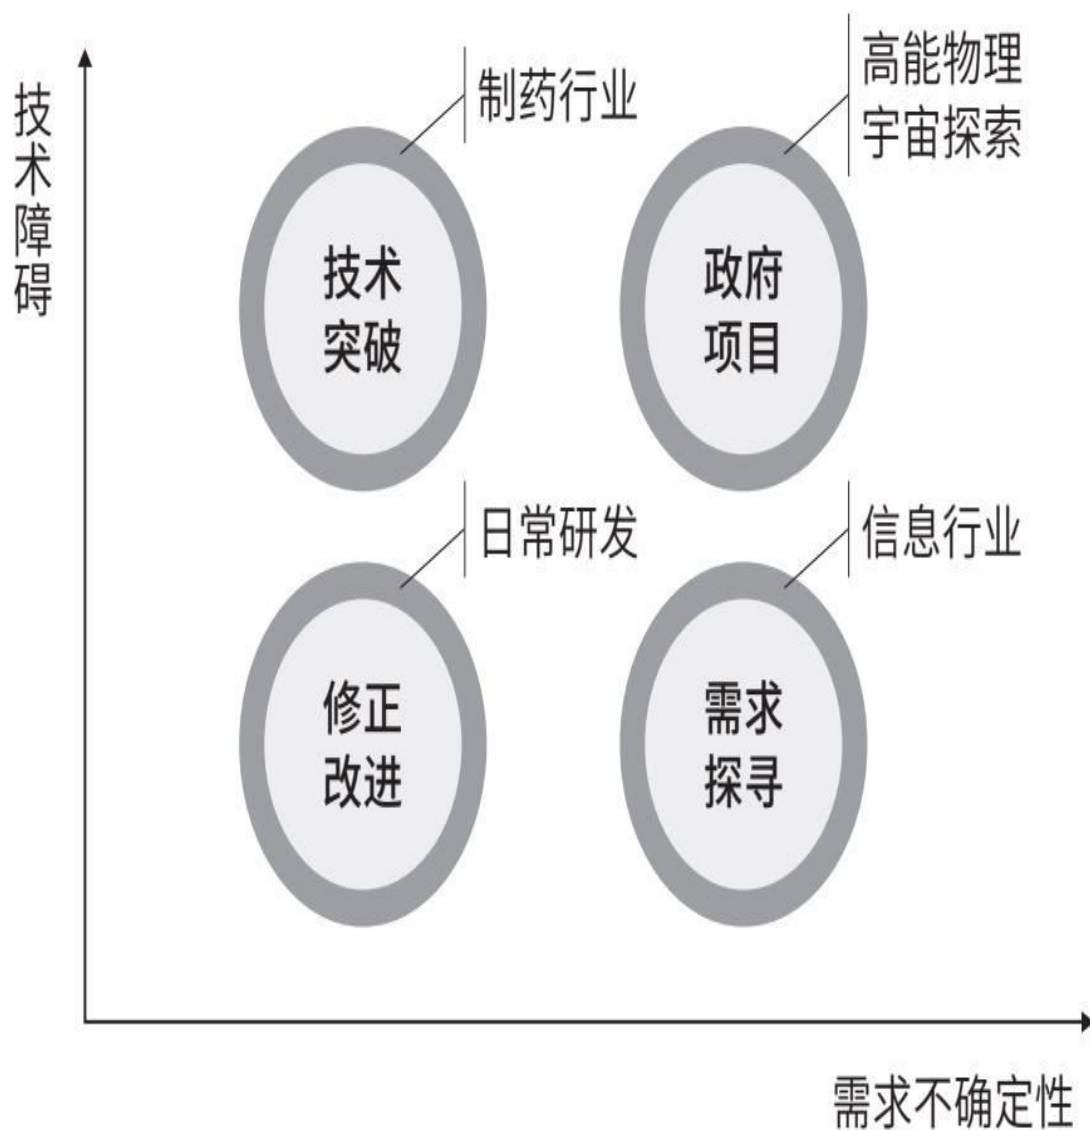 技术障碍
制药行业
高能物理
宇宙探索
技术
突破
政府
项目
日常研发
信息行业
修正
改进
需求
探寻
需求不确定性